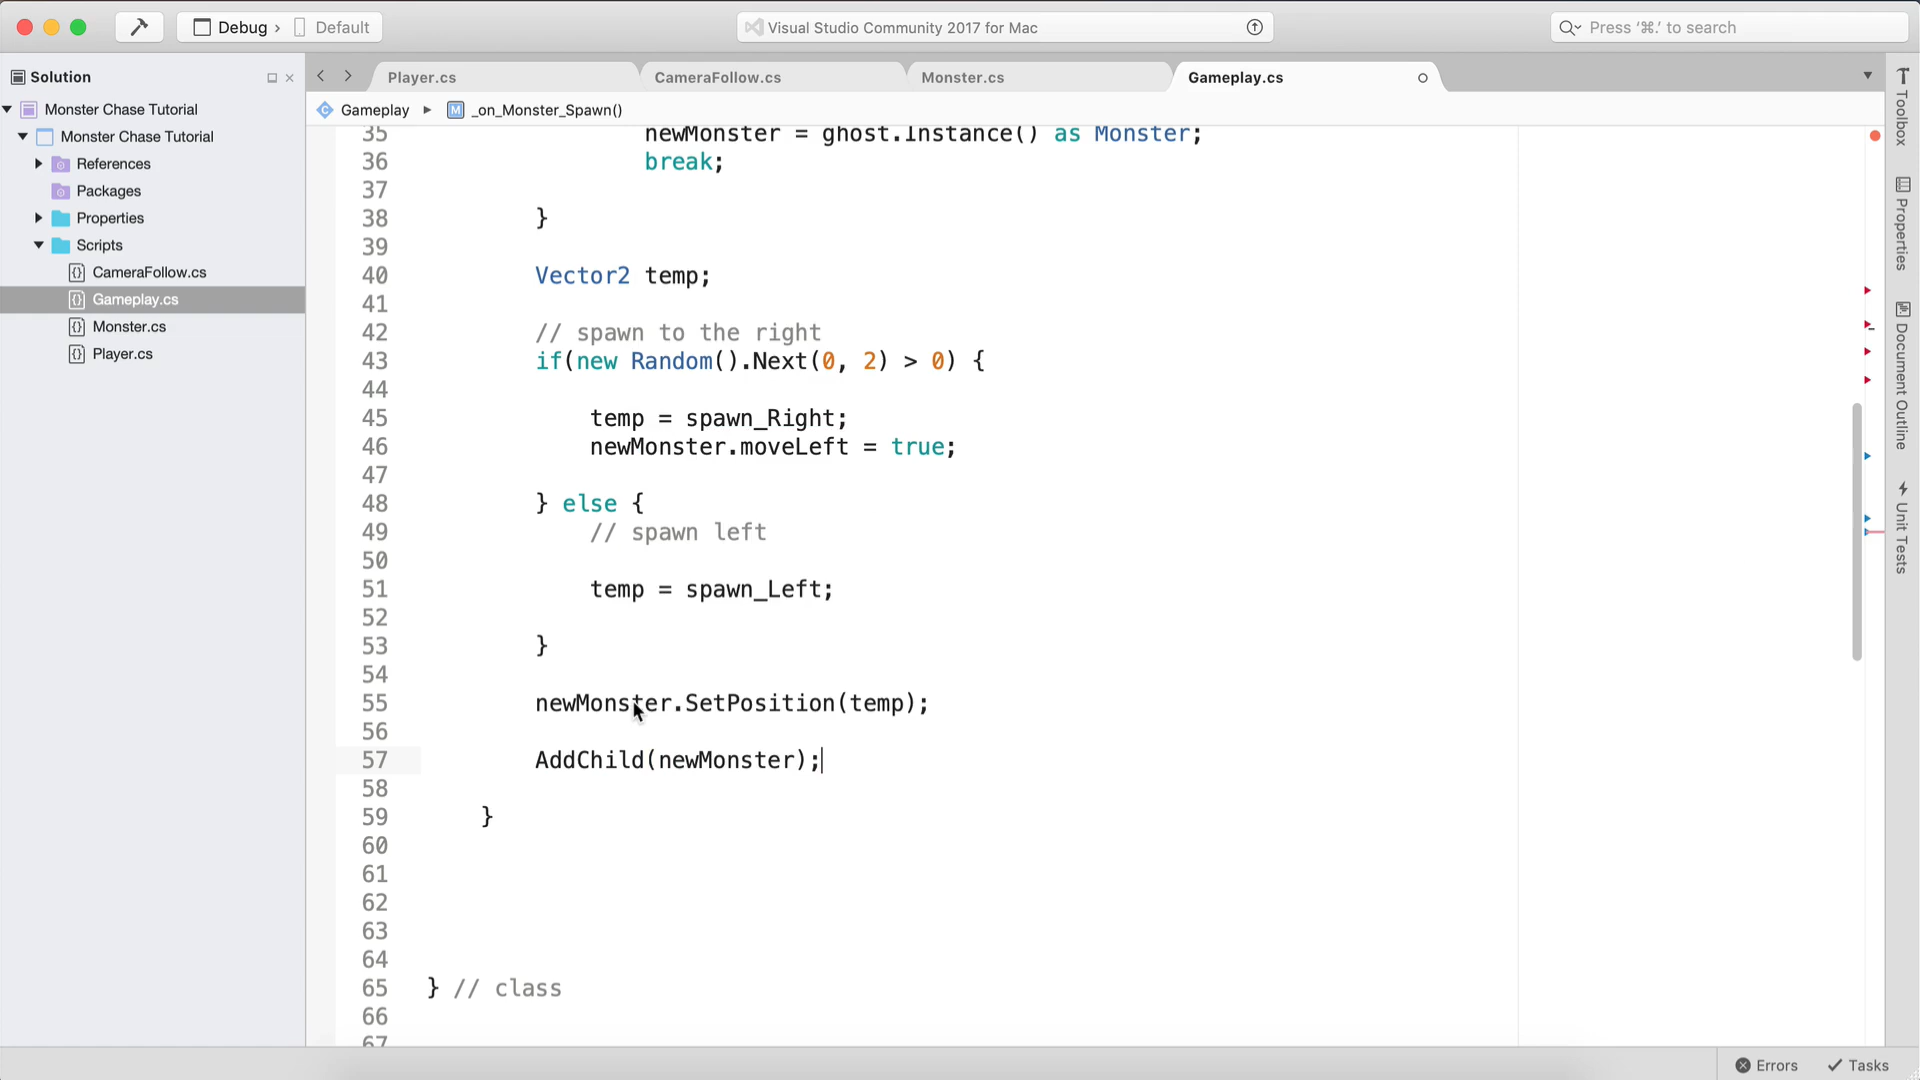 Debug › Default
Visual Studio Community 2017 for Mac
Press ‘⌘.’ to search
Solution
Player.cs
CameraFollow.cs
Monster.cs
Gameplay.cs
Monster Chase Tutorial
Monster Chase Tutorial
References
Packages
Properties
Scripts
CameraFollow.cs
Gameplay.cs
Monster.cs
Player.cs
Gameplay ▸ M _on_Monster_Spawn()
35 newMonster = ghost.Instance() as Monster;
36 break;
37
38 }
39
40 Vector2 temp;
41
42 // spawn to the right
43 if(new Random().Next(0, 2) > 0) {
44
45 temp = spawn_Right;
46 newMonster.moveLeft = true;
47
48 } else {
49 // spawn left
50
51 temp = spawn_Left;
52
53 }
54
55 newMonster.SetPosition(temp);
56
57 AddChild(newMonster);
58
59 }
60
61
62
63
64
65 } // class
66
67
Toolbox
Properties
Document Outline
Unit Tests
Errors
Tasks